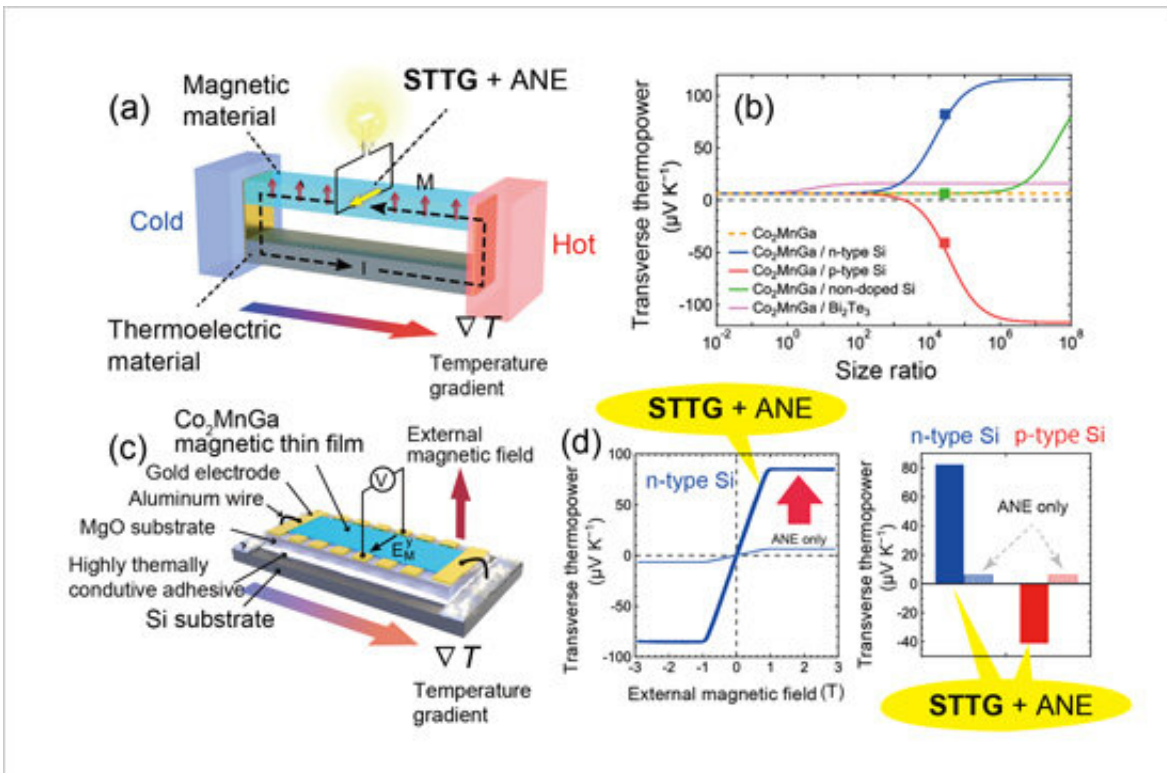 (a)
Magnetic
material
STTG + ANE
M
Cold
Hot
I
Thermoelectric
material
∇ T
Temperature
gradient
(b)
Transverse thermopower
(µV K⁻¹)
100
50
0
-50
-100
Co₂MnGa
Co₂MnGa / n-type Si
Co₂MnGa / p-type Si
Co₂MnGa / non-doped Si
Co₂MnGa / Bi₂Te₃
10⁻² 10⁰ 10² 10⁴ 10⁶ 10⁸
Size ratio
(c)
Co₂MnGa
magnetic thin film
External
magnetic field
Gold electrode
Aluminum wire
MgO substrate
Highly thermally
condutive adhesive
Si substrate
V
E_M^y
∇ T
Temperature
gradient
STTG + ANE
(d)
Transverse thermopower
(µV K⁻¹)
100
50
0
-50
-100
n-type Si
ANE only
-3 -2 -1 0 1 2 3
External magnetic field (T)
n-type Si p-type Si
Transverse thermopower
(µV K⁻¹)
80
60
40
20
0
-20
-40
ANE only
STTG + ANE